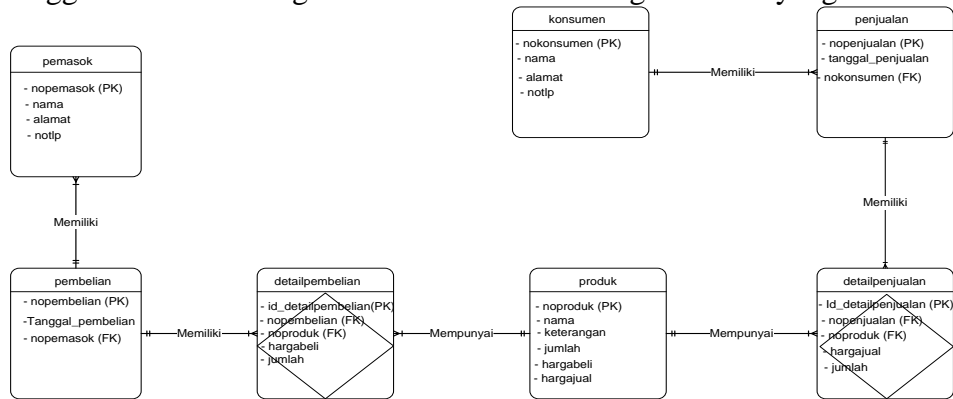 konsumen
- nokonsumen (PK)
- nama
- alamat
- notlp
Memiliki
penjualan
- nopenjualan (PK)
- tanggal_penjualan
- nokonsumen (FK)
pemasok
- nopemasok (PK)
- nama
- alamat
- notlp
Memiliki
Memiliki
pembelian
- nopembelian (PK)
-Tanggal_pembelian
- nopemasok (FK)
Memiliki
detailpembelian
- id_detailpembelian(PK)
- nopembelian (FK)
- noproduk (FK)
- hargabeli
- jumlah
Mempunyai
produk
- noproduk (PK)
- nama
- keterangan
- jumlah
- hargabeli
- hargajual
Mempunyai
detailpenjualan
- Id_detailpenjualan (PK)
- nopenjualan (FK)
- noproduk (FK)
- hargajual
- jumlah